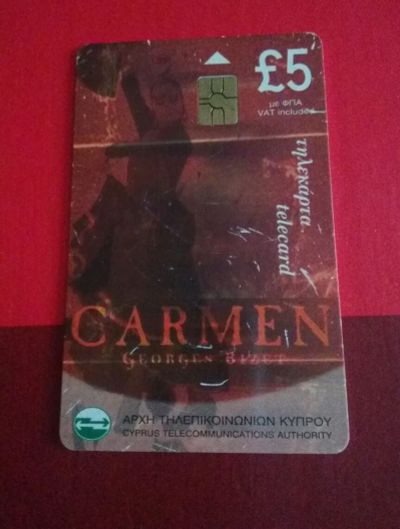 £5
με ΦΠΑ
VAT included
τηλεκάρτα
telecard
CARMEN
GEORGES BIZET
ΑΡΧΗ ΤΗΛΕΠΙΚΟΙΝΩΝΙΩΝ ΚΥΠΡΟΥ
CYPRUS TELECOMMUNICATIONS AUTHORITY